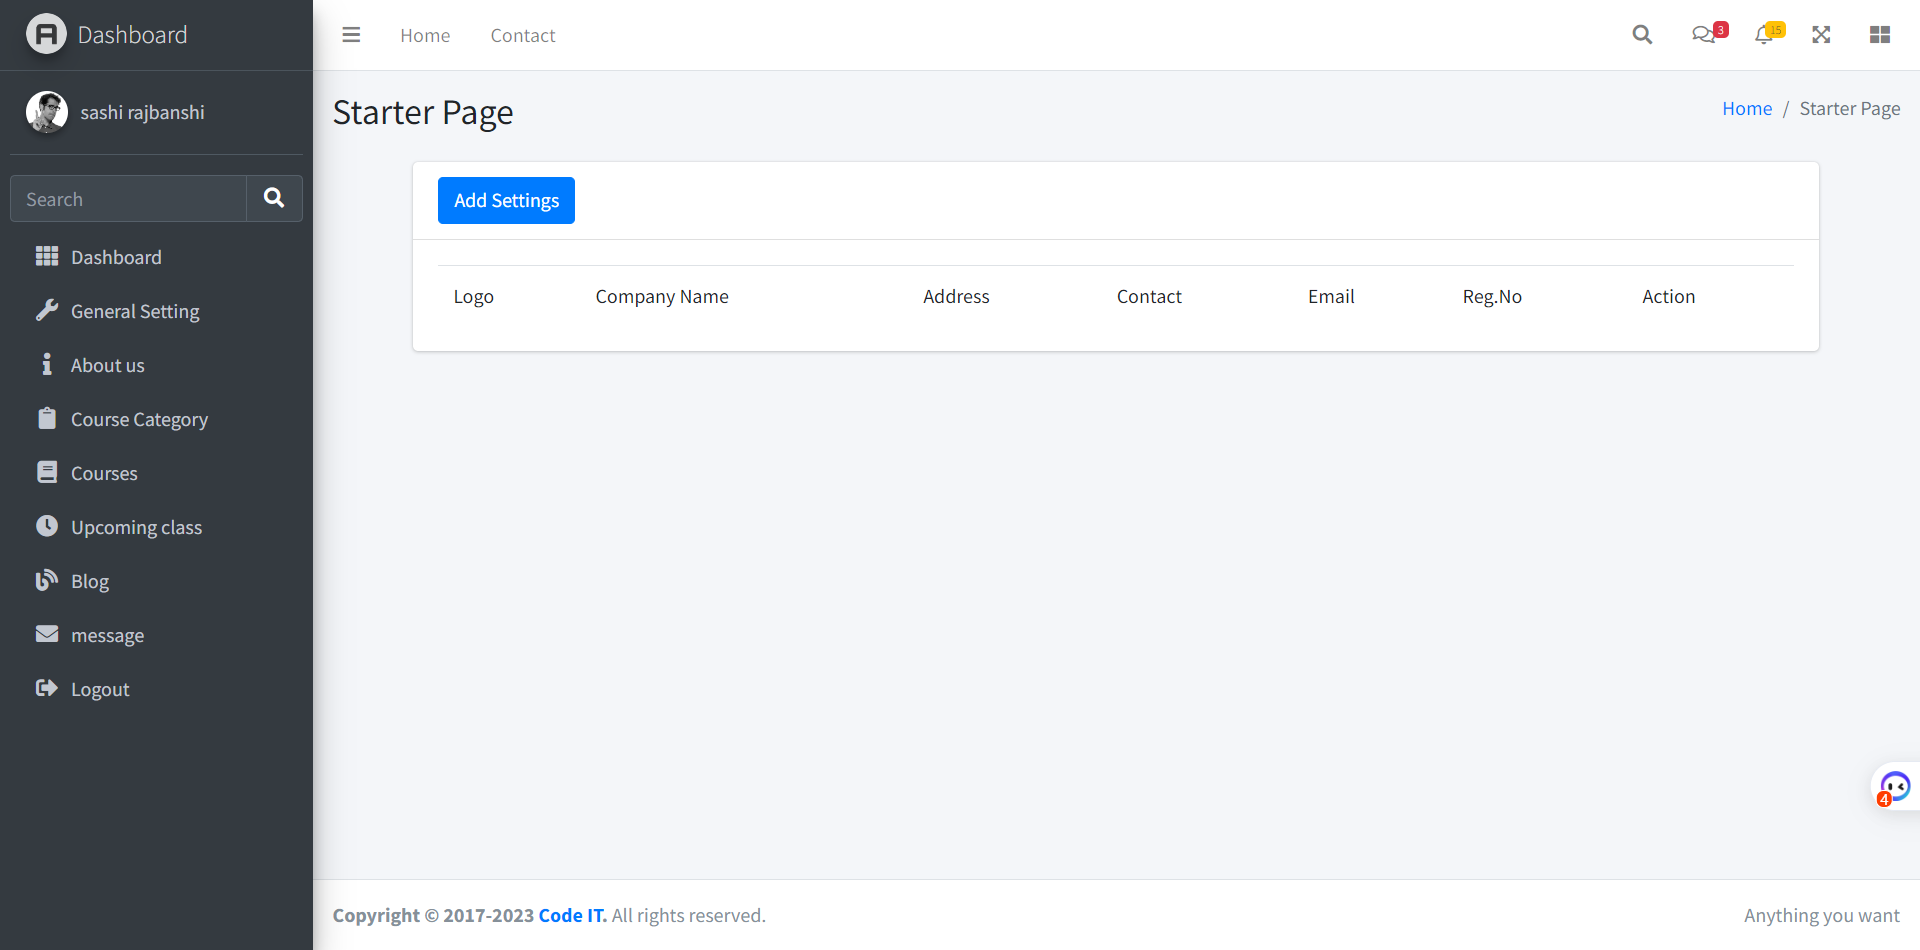 Dashboard
Home
Contact
3
15
sashi rajbanshi
Starter Page
Home / Starter Page
Search
Add Settings
Dashboard
General Setting
About us
Course Category
Courses
Upcoming class
Blog
message
Logout
Logo Company Name Address Contact Email Reg.No Action
4
Copyright © 2017-2023 Code IT. All rights reserved.
Anything you want